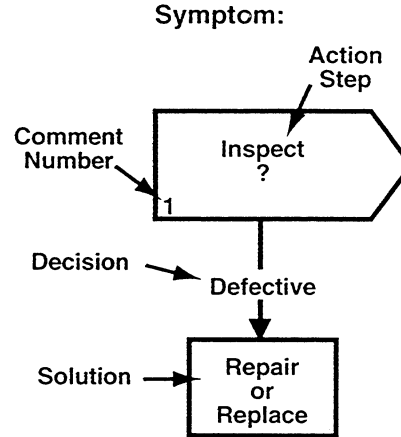 Symptom:
Action
Step
Comment
Number
Inspect
?
1
Decision
Defective
Solution
Repair
or
Replace